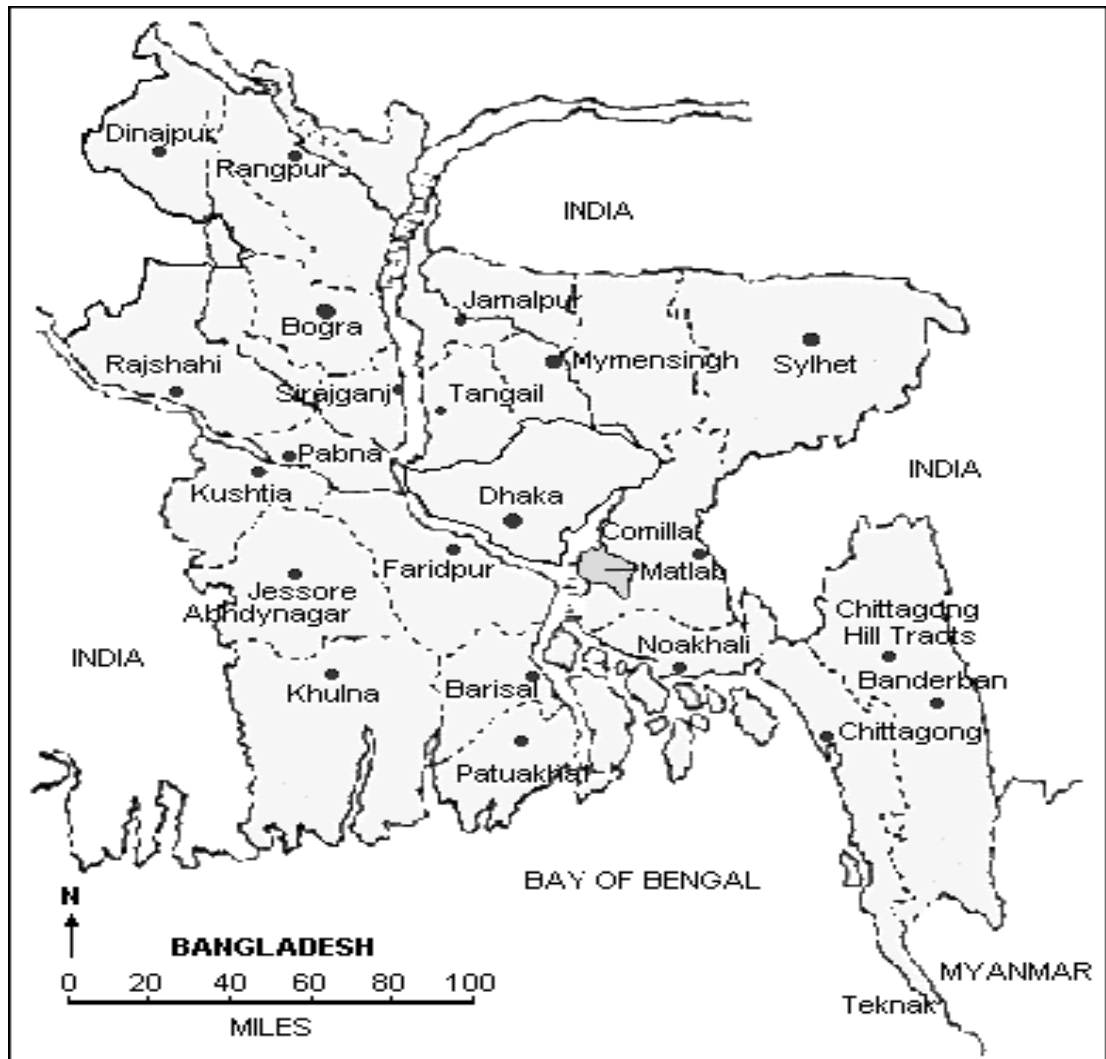 Dinajpur
Rangpur
INDIA
Jamalpur
Bogra
Mymensingh
Sylhet
Rajshahi
Sirajganj
Tangail
Pabna
INDIA
Kushtia
Dhaka
Comilla
Faridpur
Matlab
Jessore
Abhdynagar
Chittagong
Hill Tracts
INDIA
Noakhali
Khulna
Barisal
Banderban
Chittagong
Patuakhali
BAY OF BENGAL
N
BANGLADESH
0 20 40 60 80 100
MILES
MYANMAR
Teknak